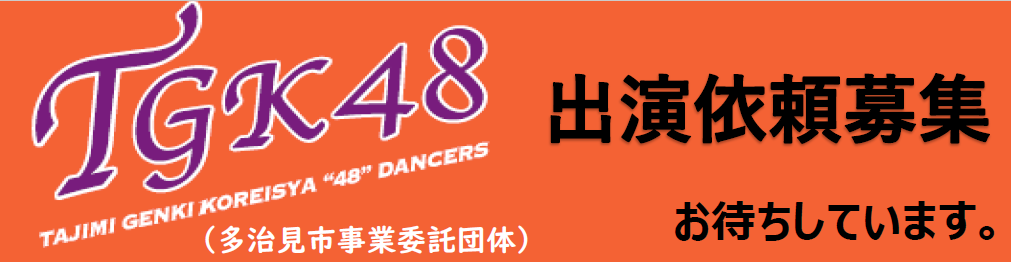 TGK48
TAJIMI GENKI KOREISYA “48” DANCERS
（多治見市事業委託団体）
出演依頼募集
お待ちしています。